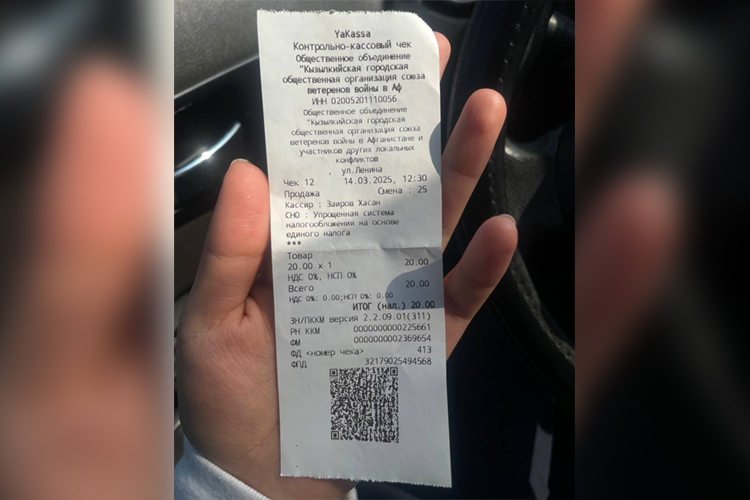 YaKassa
Контрольно-кассовый чек
Общественное объединение
"Кызылкийская городская
общественная организация союза
ветеренов войны в Аф
ИНН 02005201110056
Общественное объединение
"Кызылкийская городская
общественная организация союза
ветеренов войны в Афганистане и
участников других локальных
конфликтов
, ул.Ленина
Чек 12 14.03.2025, 12:30
Продажа Смена : 25
Кассир : Заиров Хасан
СНО : Упрощенная система
налогообложения на основе
единого налога
***
Товар
20.00 x 1 20.00
НДС 0%, НСП 0%
Всего 20.00
НДС 0%: 0.00;НСП 0%: 0.00
ИТОГ (нал.) 20.00
ЗН/ПККМ версия 2.2.09.01(311)
РН ККМ 0000000000225661
ФМ 0000000002369654
ФД <номер чека> 413
ФПД 32179025494568